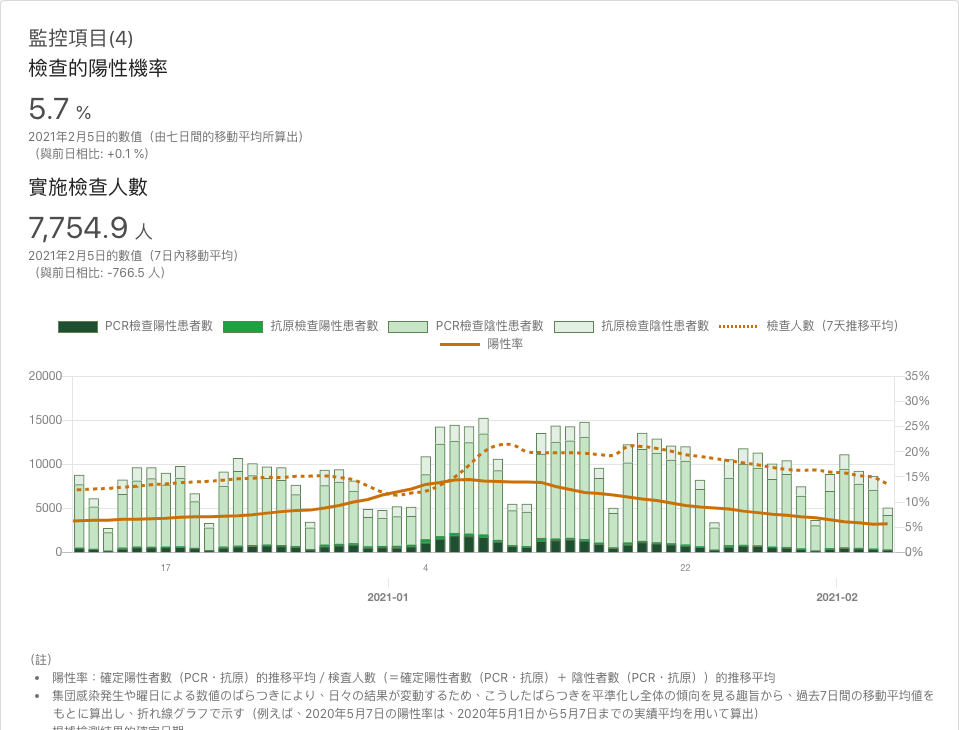 監控項目(4)
檢查的陽性機率
5.7 %
2021年2月5日的數值（由七日間的移動平均所算出）
（與前日相比: +0.1 %）
實施檢查人數
7,754.9 人
2021年2月5日的數值（7日內移動平均）
（與前日相比: -766.5 人）
PCR檢查陽性患者數 抗原檢查陽性患者數 PCR檢查陰性患者數 抗原檢查陰性患者數 檢查人數（7天推移平均）
陽性率
20000 35%
30%
15000 25%
20%
10000 15%
10%
5000 5%
0 0%
17 4 22
2021-01 2021-02
（註）
陽性率：確定陽性者數（PCR・抗原）的推移平均 / 検査人數（＝確定陽性者數（PCR・抗原）＋ 陰性者數（PCR・抗原））的推移平均
集団感染発生や曜日による数値のばらつきにより、日々の結果が変動するため、こうしたばらつきを平準化し全体の傾向を見る趣旨から、過去7日間の移動平均値を
もとに算出し、折れ線グラフで示す（例えば、2020年5月7日の陽性率は、2020年5月1日から5月7日までの実績平均を用いて算出）